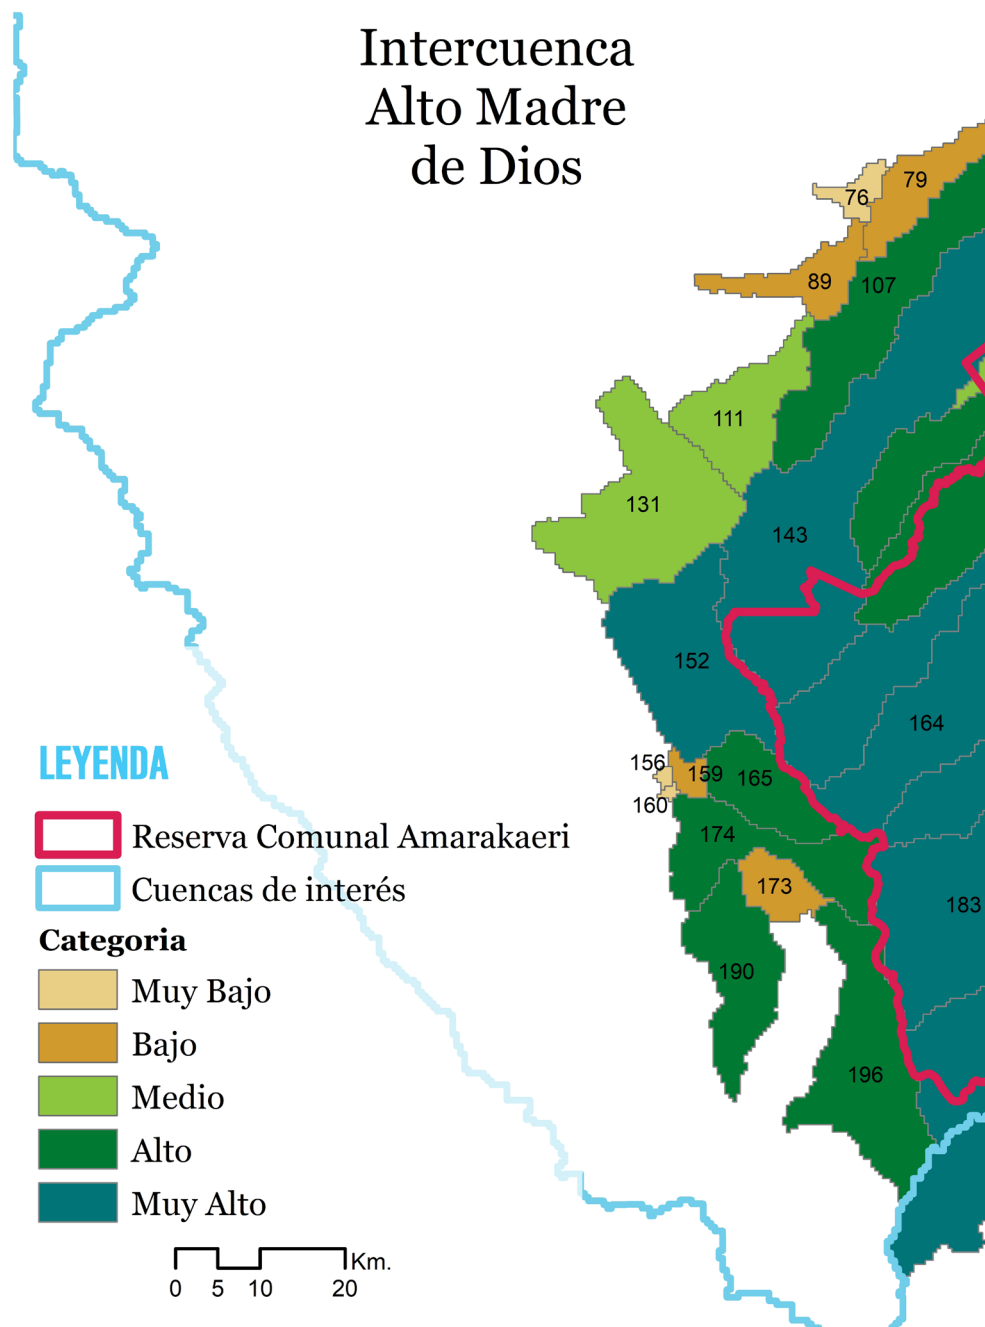 Intercuenca
Alto Madre
de Dios
79
76
89
107
111
131
143
152
164
156
159
165
160
174
173
183
190
196
LEYENDA
Reserva Comunal Amarakaeri
Cuencas de interés
Categoria
Muy Bajo
Bajo
Medio
Alto
Muy Alto
Km.
0 5 10 20